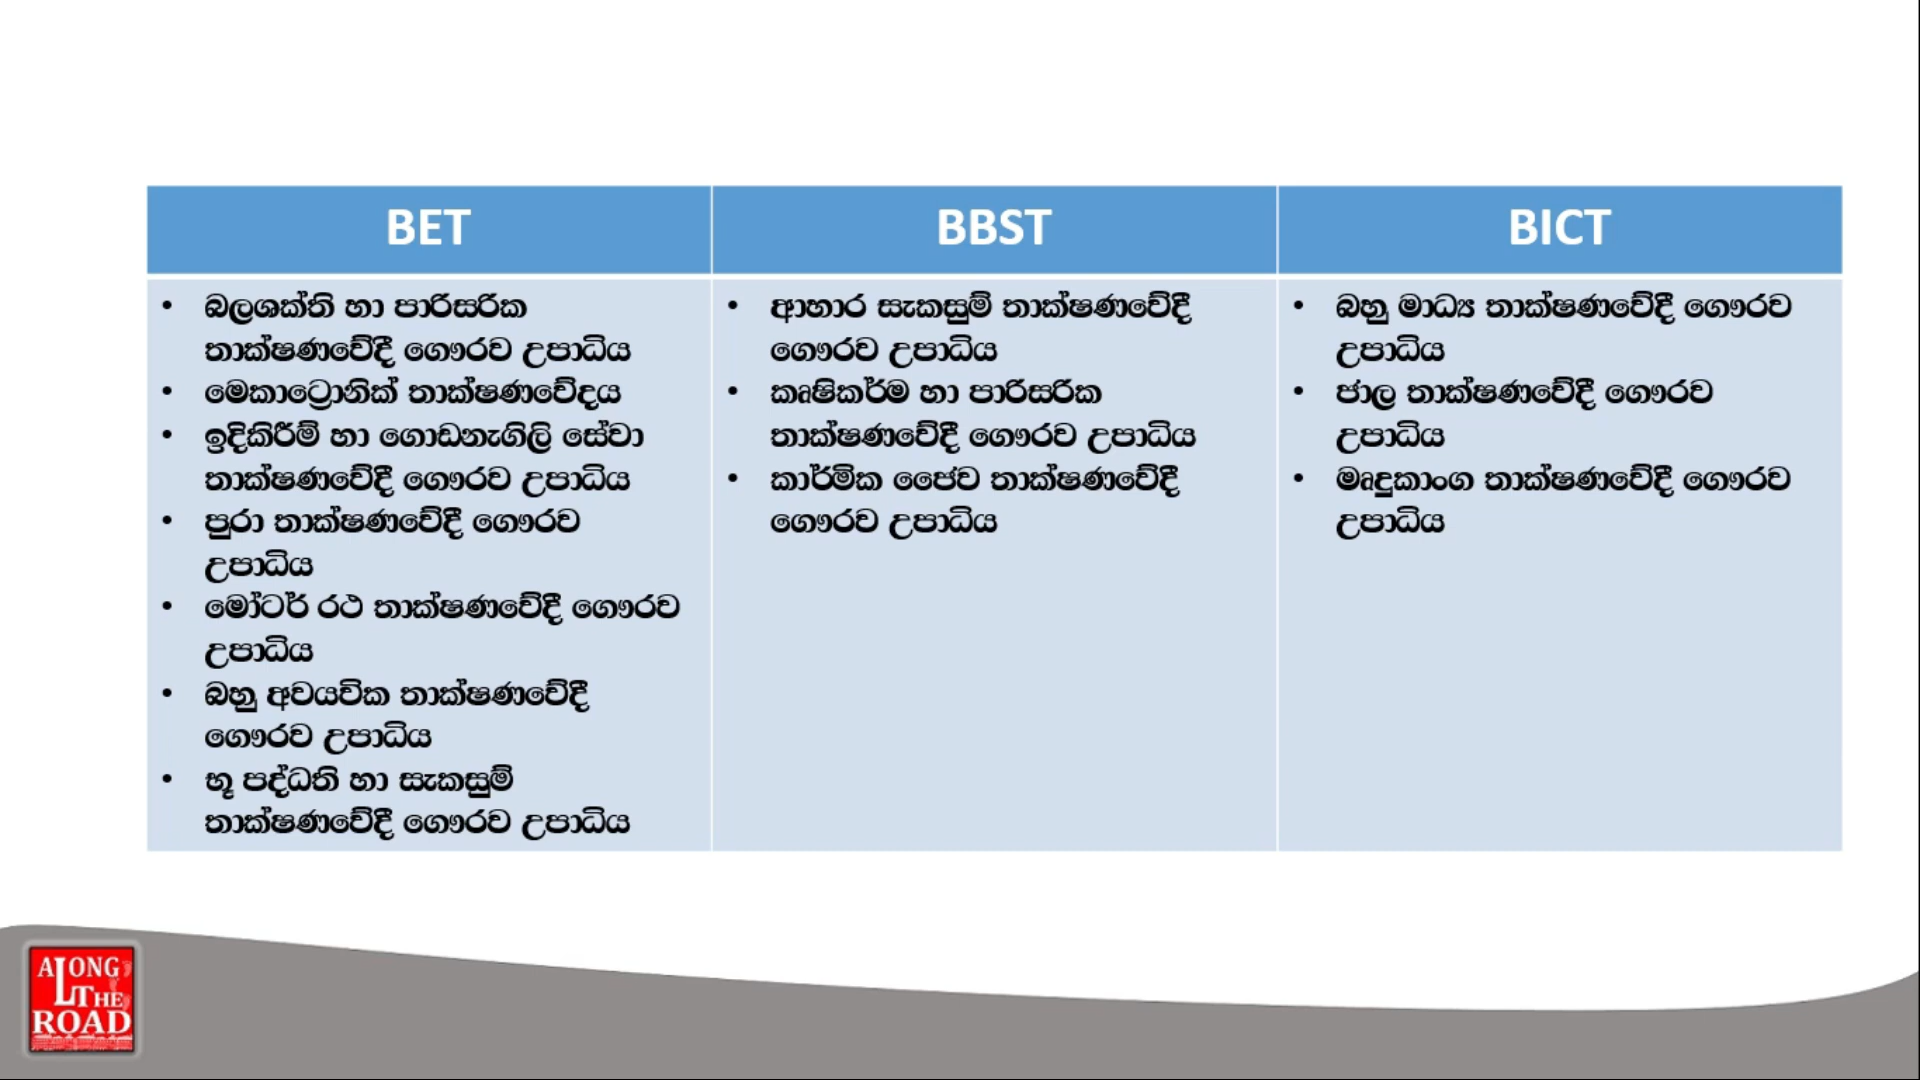 BET
• බලශක්ති හා පාරිසරික
තාක්ෂණවේදී ගෞරව උපාධිය
• මෙකාට්‍රොනික් තාක්ෂණවේදය
• ඉදිකිරීම් හා ගොඩනැගිලි සේවා
තාක්ෂණවේදී ගෞරව උපාධිය
• පුරා තාක්ෂණවේදී ගෞරව
උපාධිය
• මෝටර් රථ තාක්ෂණවේදී ගෞරව
උපාධිය
• බහු අවයවික තාක්ෂණවේදී
ගෞරව උපාධිය
• භූ පද්ධති හා සැකසුම්
තාක්ෂණවේදී ගෞරව උපාධිය
BBST
• ආහාර සැකසුම් තාක්ෂණවේදී
ගෞරව උපාධිය
• කෘෂිකර්ම හා පාරිසරික
තාක්ෂණවේදී ගෞරව උපාධිය
• කාර්මික ජෛව තාක්ෂණවේදී
ගෞරව උපාධිය
BICT
• බහු මාධ්‍ය තාක්ෂණවේදී ගෞරව
උපාධිය
• ජාල තාක්ෂණවේදී ගෞරව
උපාධිය
• මෘදුකාංග තාක්ෂණවේදී ගෞරව
උපාධිය
ALONG
THE
ROAD